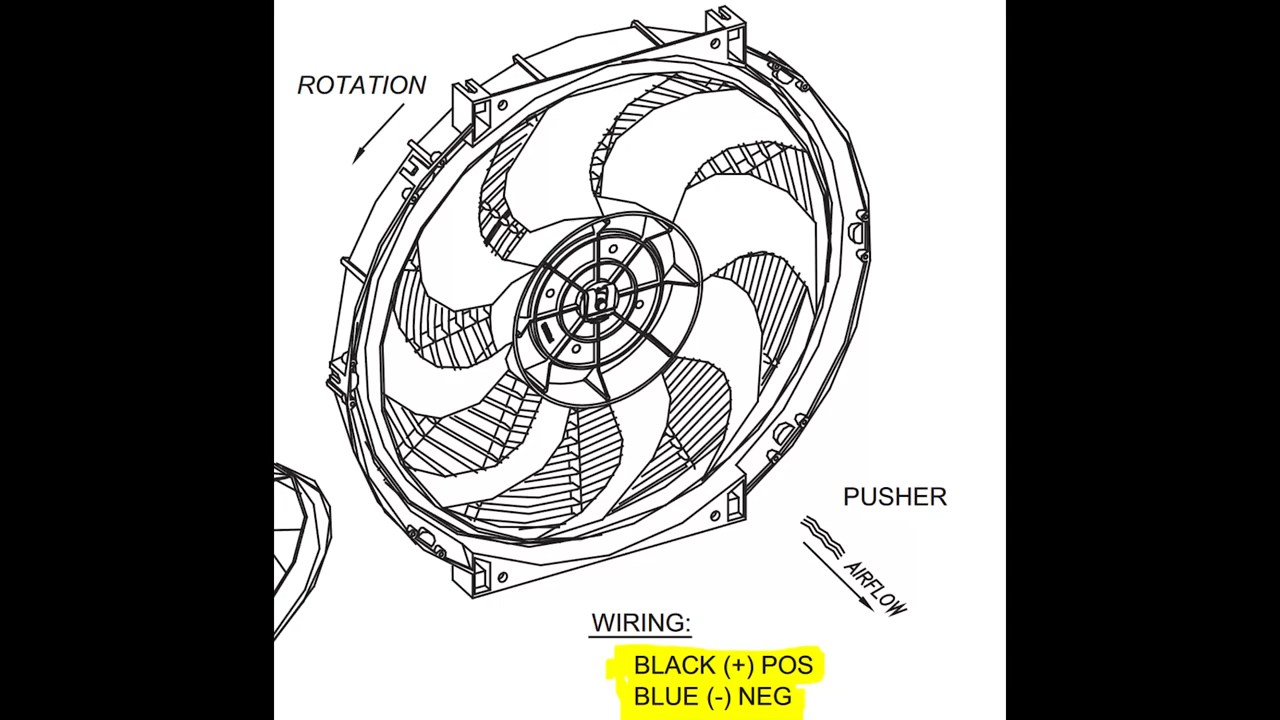 ROTATION
PUSHER
AIRFLOW
WIRING:
BLACK (+) POS
BLUE (-) NEG